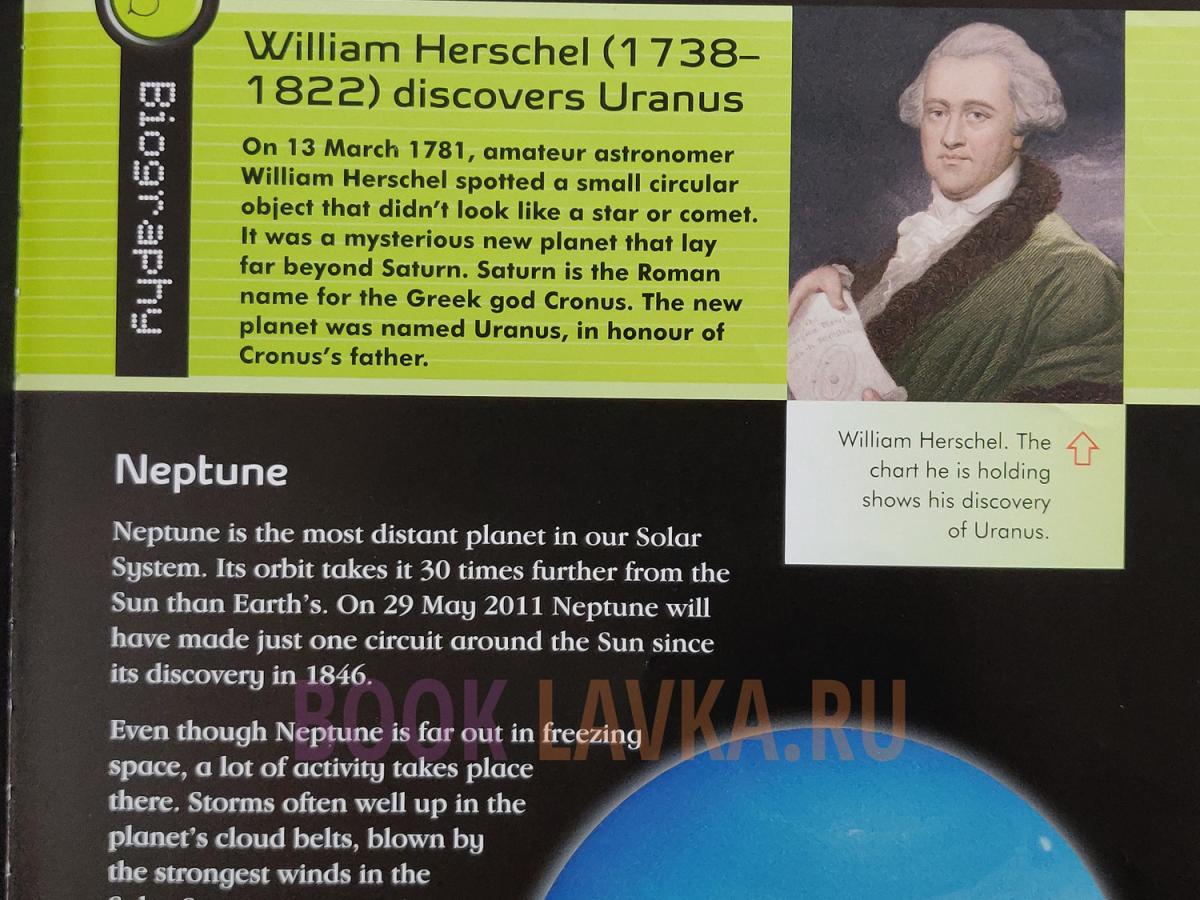 Biography
William Herschel (1738–
1822) discovers Uranus
On 13 March 1781, amateur astronomer
William Herschel spotted a small circular
object that didn't look like a star or comet.
It was a mysterious new planet that lay
far beyond Saturn. Saturn is the Roman
name for the Greek god Cronus. The new
planet was named Uranus, in honour of
Cronus's father.
William Herschel. The
chart he is holding
shows his discovery
of Uranus.
Neptune
Neptune is the most distant planet in our Solar
System. Its orbit takes it 30 times further from the
Sun than Earth's. On 29 May 2011 Neptune will
have made just one circuit around the Sun since
its discovery in 1846.
Even though Neptune is far out in freezing
space, a lot of activity takes place
there. Storms often well up in the
planet's cloud belts, blown by
the strongest winds in the
BOOK LAVKA.RU